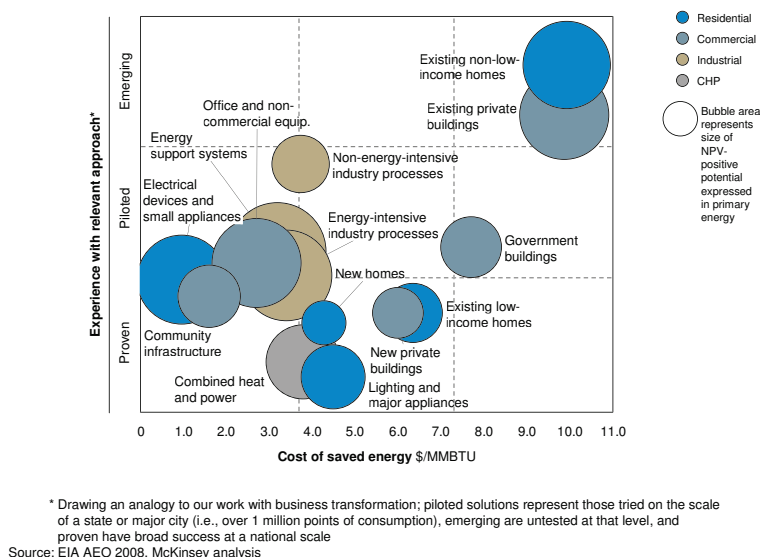 Residential
Commercial
Industrial
CHP
Bubble area
represents
size of
NPV-
positive
potential
expressed
in primary
energy
Experience with relevant approach*
Emerging
Piloted
Proven
Existing non-low-
income homes
Existing private
buildings
Office and non-
commercial equip.
Energy
support systems
Non-energy-intensive
industry processes
Electrical
devices and
small appliances
Energy-intensive
industry processes
Government
buildings
New homes
Existing low-
income homes
Community
infrastructure
New private
buildings
Combined heat
and power
Lighting and
major appliances
0 1.0 2.0 3.0 4.0 5.0 6.0 7.0 8.0 9.0 10.0 11.0
Cost of saved energy $/MMBTU
* Drawing an analogy to our work with business transformation; piloted solutions represent those tried on the scale
of a state or major city (i.e., over 1 million points of consumption), emerging are untested at that level, and
proven have broad success at a national scale
Source: EIA AEO 2008, McKinsey analysis